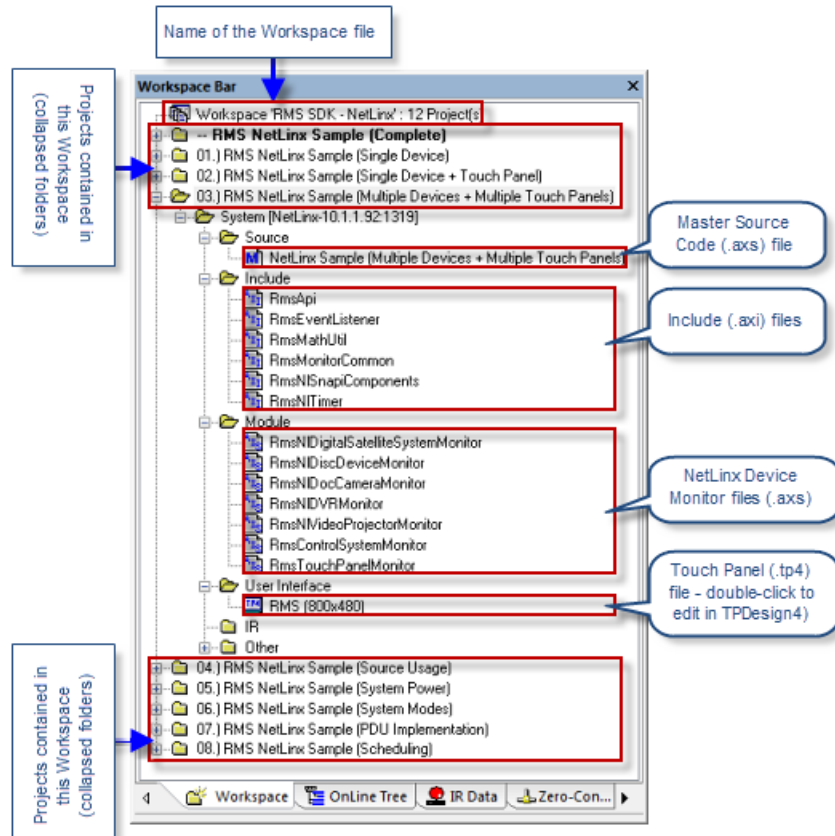 Name of the Workspace file
Projects contained in
this Workspace
(collapsed folders)
Workspace Bar
Workspace 'RMS SDK - NetLinx' : 12 Project(s
-- RMS NetLinx Sample (Complete)
01.) RMS NetLinx Sample (Single Device)
02.) RMS NetLinx Sample (Single Device + Touch Panel)
03.) RMS NetLinx Sample (Multiple Devices + Multiple Touch Panels)
System [NetLinx-10.1.1.92:1319]
Source
NetLinx Sample (Multiple Devices + Multiple Touch Panels)
Master Source
Code (.axs) file
Include
RmsApi
RmsEventListener
RmsMathUtil
RmsMonitorCommon
RmsNlSnapiComponents
RmsNlTimer
Include (.axi) files
Module
RmsNlDigitalSatelliteSystemMonitor
RmsNlDiscDeviceMonitor
RmsNlDocCameraMonitor
RmsNlDVRMonitor
RmsNlVideoProjectorMonitor
RmsControlSystemMonitor
RmsTouchPanelMonitor
NetLinx Device
Monitor files (.axs)
User Interface
TP4 RMS (800x480)
Touch Panel (.tp4)
file - double-click to
edit in TPDesign4)
IR
Other
04.) RMS NetLinx Sample (Source Usage)
05.) RMS NetLinx Sample (System Power)
06.) RMS NetLinx Sample (System Modes)
07.) RMS NetLinx Sample (PDU Implementation)
08.) RMS NetLinx Sample (Scheduling)
Projects contained in
this Workspace
(collapsed folders)
Workspace
OnLine Tree
IR Data
Zero-Con...